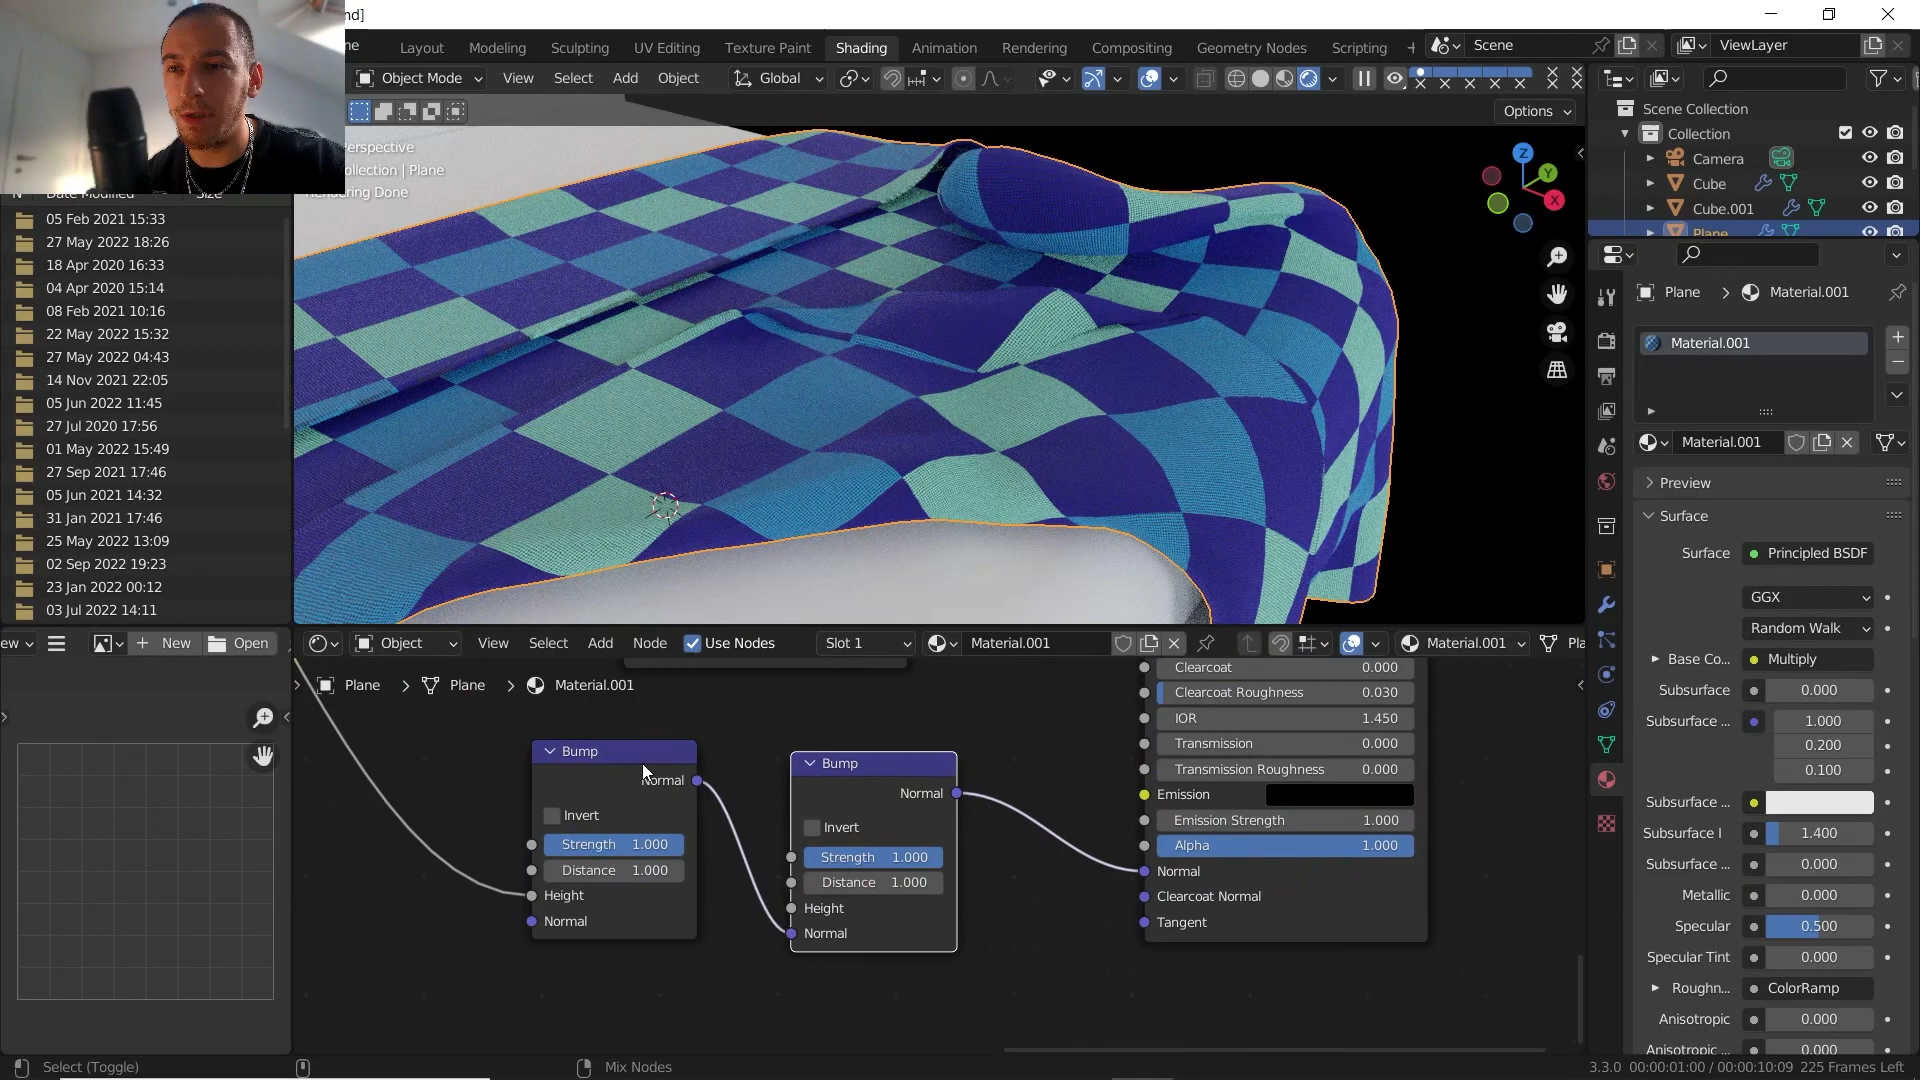 nd]
ne
Layout
Modeling
Sculpting
UV Editing
Texture Paint
Shading
Animation
Rendering
Compositing
Geometry Nodes
Scripting
+
Scene
ViewLayer
Object Mode
View
Select
Add
Object
Global
Options
Perspective
ollection | Plane
Rendering Done
Z
Y
X
Scene Collection
Collection
Camera
Cube
Cube.001
Plane
Date Modified
Size
05 Feb 2021 15:33
27 May 2022 18:26
18 Apr 2020 16:33
04 Apr 2020 15:14
08 Feb 2021 10:16
22 May 2022 15:32
27 May 2022 04:43
14 Nov 2021 22:05
05 Jun 2022 11:45
27 Jul 2020 17:56
01 May 2022 15:49
27 Sep 2021 17:46
05 Jun 2021 14:32
31 Jan 2021 17:46
25 May 2022 13:09
02 Sep 2022 19:23
23 Jan 2022 00:12
03 Jul 2022 14:11
ew
New
Open
Object
View
Select
Add
Node
Use Nodes
Slot 1
Material.001
Material.001
Pla
Plane > Plane > Material.001
Bump
Normal
Invert
Strength 1.000
Distance 1.000
Height
Normal
Bump
Normal
Invert
Strength 1.000
Distance 1.000
Height
Normal
Clearcoat 0.000
Clearcoat Roughness 0.030
IOR 1.450
Transmission 0.000
Transmission Roughness 0.000
Emission
Emission Strength 1.000
Alpha 1.000
Normal
Clearcoat Normal
Tangent
Plane > Material.001
Material.001
Material.001
Preview
Surface
Surface Principled BSDF
GGX
Random Walk
Base Co... Multiply
Subsurface 0.000
Subsurface ... 1.000
0.200
0.100
Subsurface ...
Subsurface I 1.400
Subsurface ... 0.000
Metallic 0.000
Specular 0.500
Specular Tint 0.000
Roughn... ColorRamp
Anisotropic 0.000
Anisotropic ... 0.000
Select (Toggle)
Mix Nodes
3.3.0 00:00:01:00 / 00:00:10:09 225 Frames Left